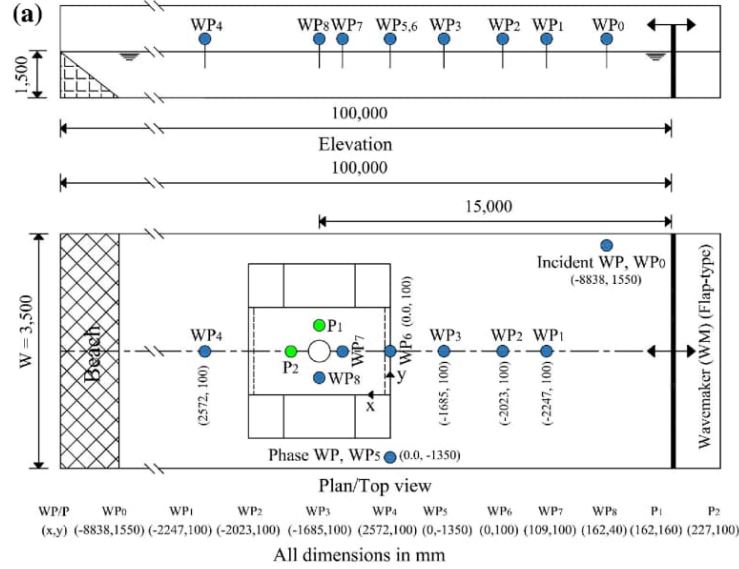 (a)
WP4 WP8 WP7 WP5,6 WP3 WP2 WP1 WP0
1,500
100,000
Elevation
100,000
15,000
W = 3,500
Beach
Incident WP, WP0
(-8838, 1550)
Wavemaker (WM) (Flap-type)
WP4
(2572, 100)
P1
P2
WP7
WP8
WP6 (0.0, 100)
x
y
WP3
(-1685, 100)
WP2
(-2023, 100)
WP1
(-2247, 100)
Phase WP, WP5 (0.0, -1350)
Plan/Top view
WP/P WP0 WP1 WP2 WP3 WP4 WP5 WP6 WP7 WP8 P1 P2
(x,y) (-8838,1550) (-2247,100) (-2023,100) (-1685,100) (2572,100) (0,-1350) (0,100) (109,100) (162,40) (162,160) (227,100)
All dimensions in mm